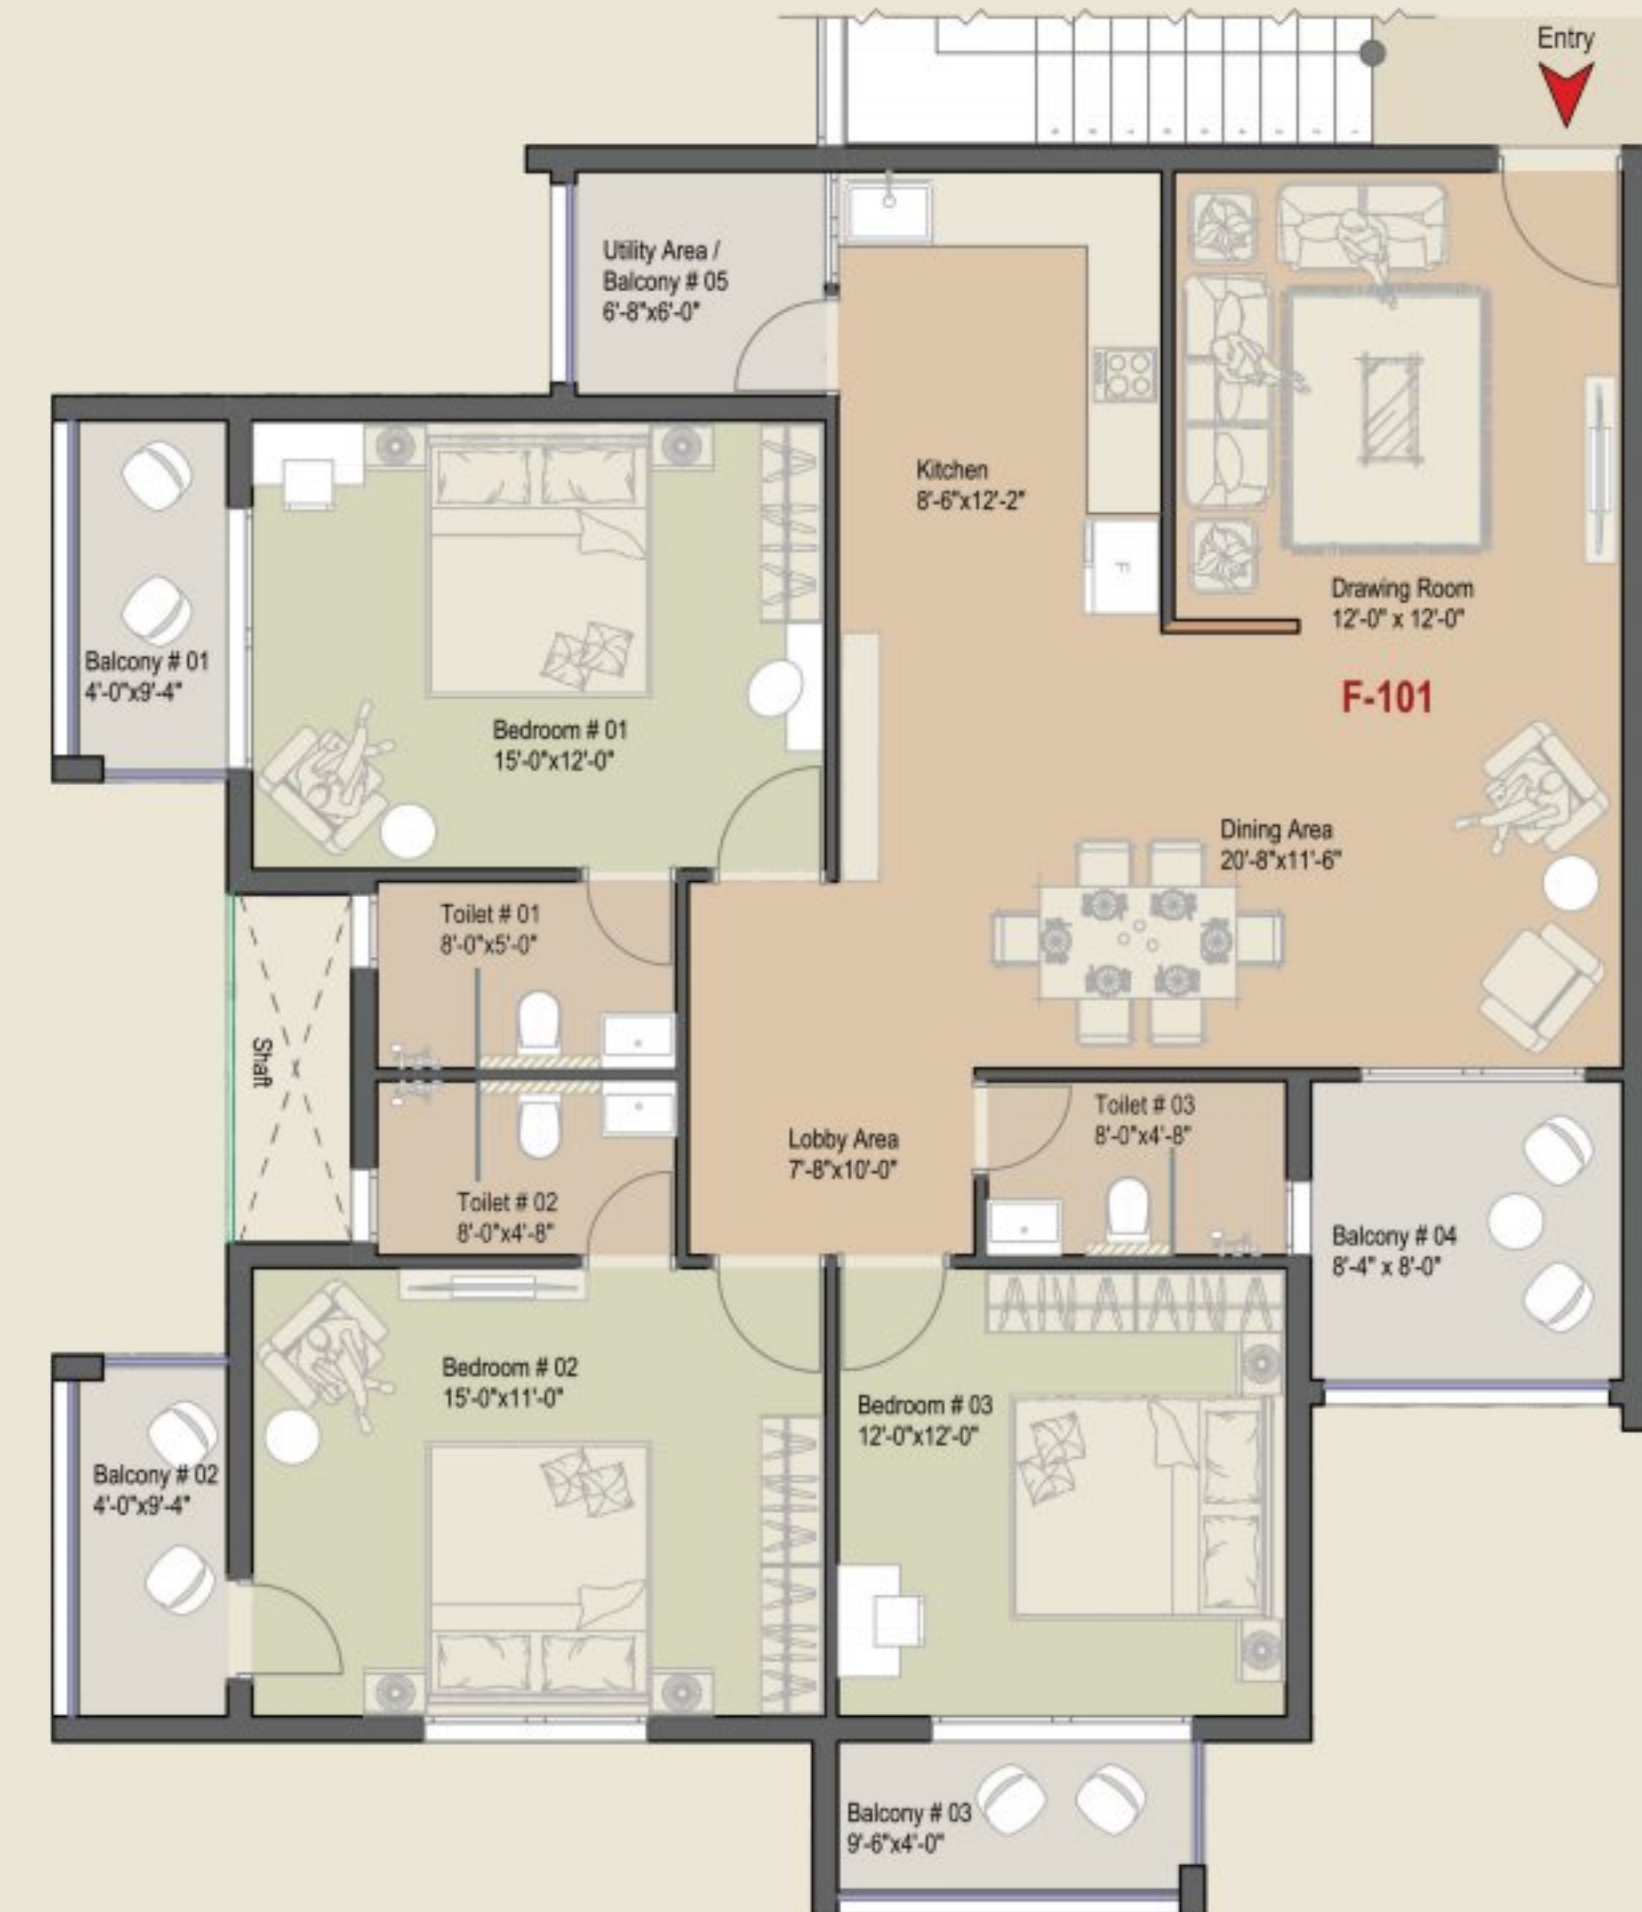 Entry
Utility Area /
Balcony # 05
6'-8"x6'-0"
Kitchen
8'-6"x12'-2"
F
Drawing Room
12'-0" x 12'-0"
F-101
Balcony # 01
4'-0"x9'-4"
Bedroom # 01
15'-0"x12'-0"
Dining Area
20'-8"x11'-6"
Toilet # 01
8'-0"x5'-0"
Shaft
Toilet # 02
8'-0"x4'-8"
Lobby Area
7'-8"x10'-0"
Toilet # 03
8'-0"x4'-8"
Balcony # 04
8'-4" x 8'-0"
Bedroom # 02
15'-0"x11'-0"
Bedroom # 03
12'-0"x12'-0"
Balcony # 02
4'-0"x9'-4"
Balcony # 03
9'-6"x4'-0"